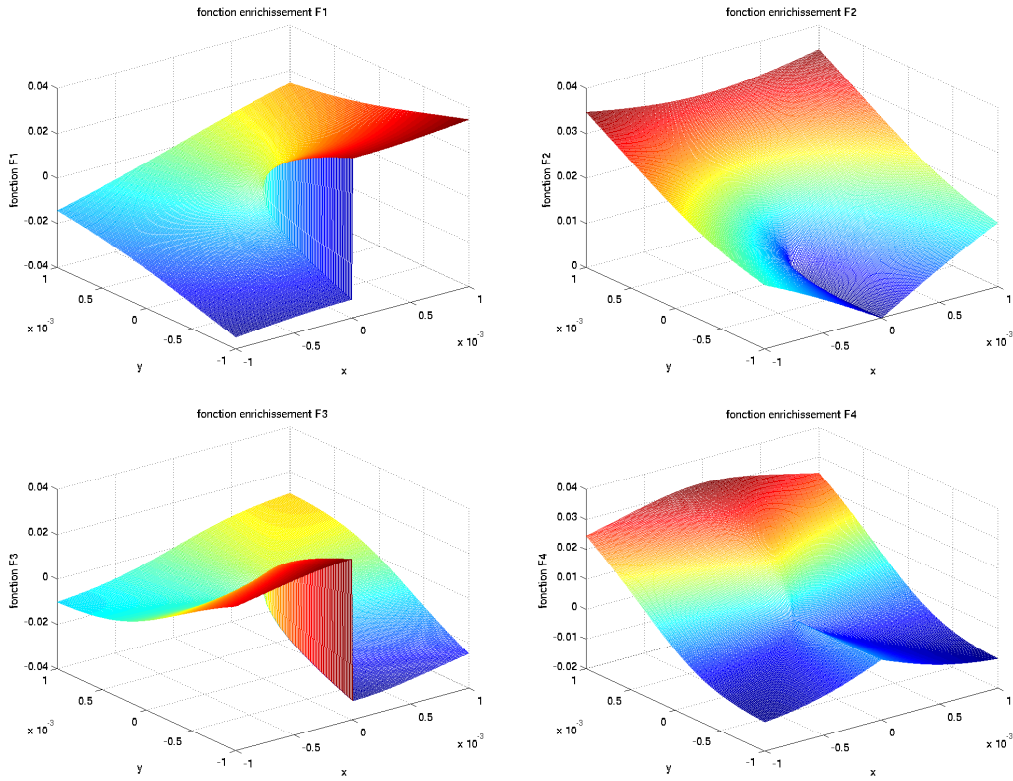 fonction enrichissement F1
0.04
0.02
0
-0.02
-0.04
fonction F1
1
0.5
0
-0.5
-1
x 10-3
y
-1
-0.5
0
0.5
1
x 10-3
x
fonction enrichissement F2
0.04
0.03
0.02
0.01
0
fonction F2
1
0.5
0
-0.5
-1
x 10-3
y
-1
-0.5
0
0.5
1
x 10-3
x
fonction enrichissement F3
0.04
0.02
0
-0.02
-0.04
fonction F3
1
0.5
0
-0.5
-1
x 10-3
y
-1
-0.5
0
0.5
1
x 10-3
x
fonction enrichissement F4
0.04
0.03
0.02
0.01
0
-0.01
-0.02
fonction F4
1
0.5
0
-0.5
-1
x 10-3
y
-1
-0.5
0
0.5
1
x 10-3
x